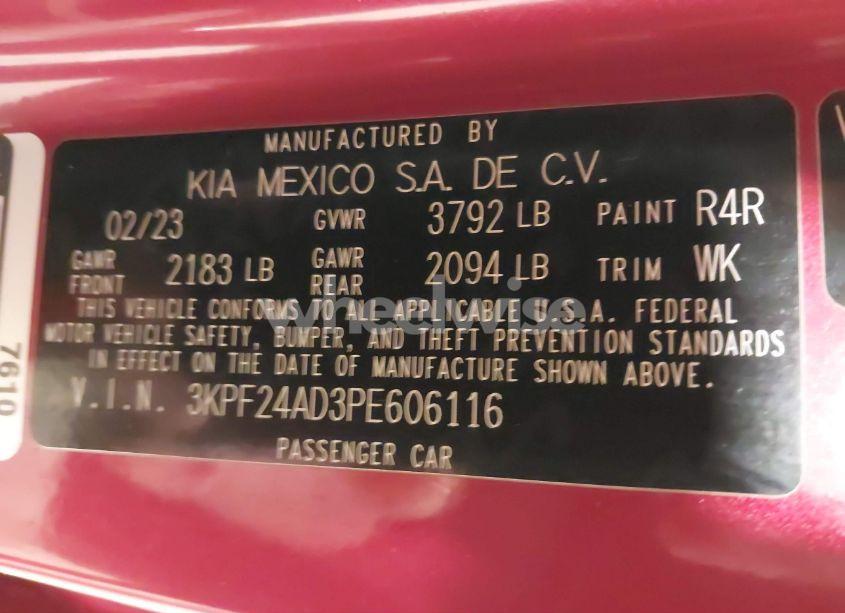 MANUFACTURED BY
KIA MEXICO S.A. DE C.V.
02/23 GVWR 3792 LB PAINT R4R
GAWR FRONT 2183 LB GAWR REAR 2094 LB TRIM WK
THIS VEHICLE CONFORMS TO ALL APPLICABLE U.S.A. FEDERAL
MOTOR VEHICLE SAFETY, BUMPER, AND THEFT PREVENTION STANDARDS
IN EFFECT ON THE DATE OF MANUFACTURE SHOWN ABOVE.
V.I.N. 3KPF24AD3PE606116
PASSENGER CAR
7610
wheelwise